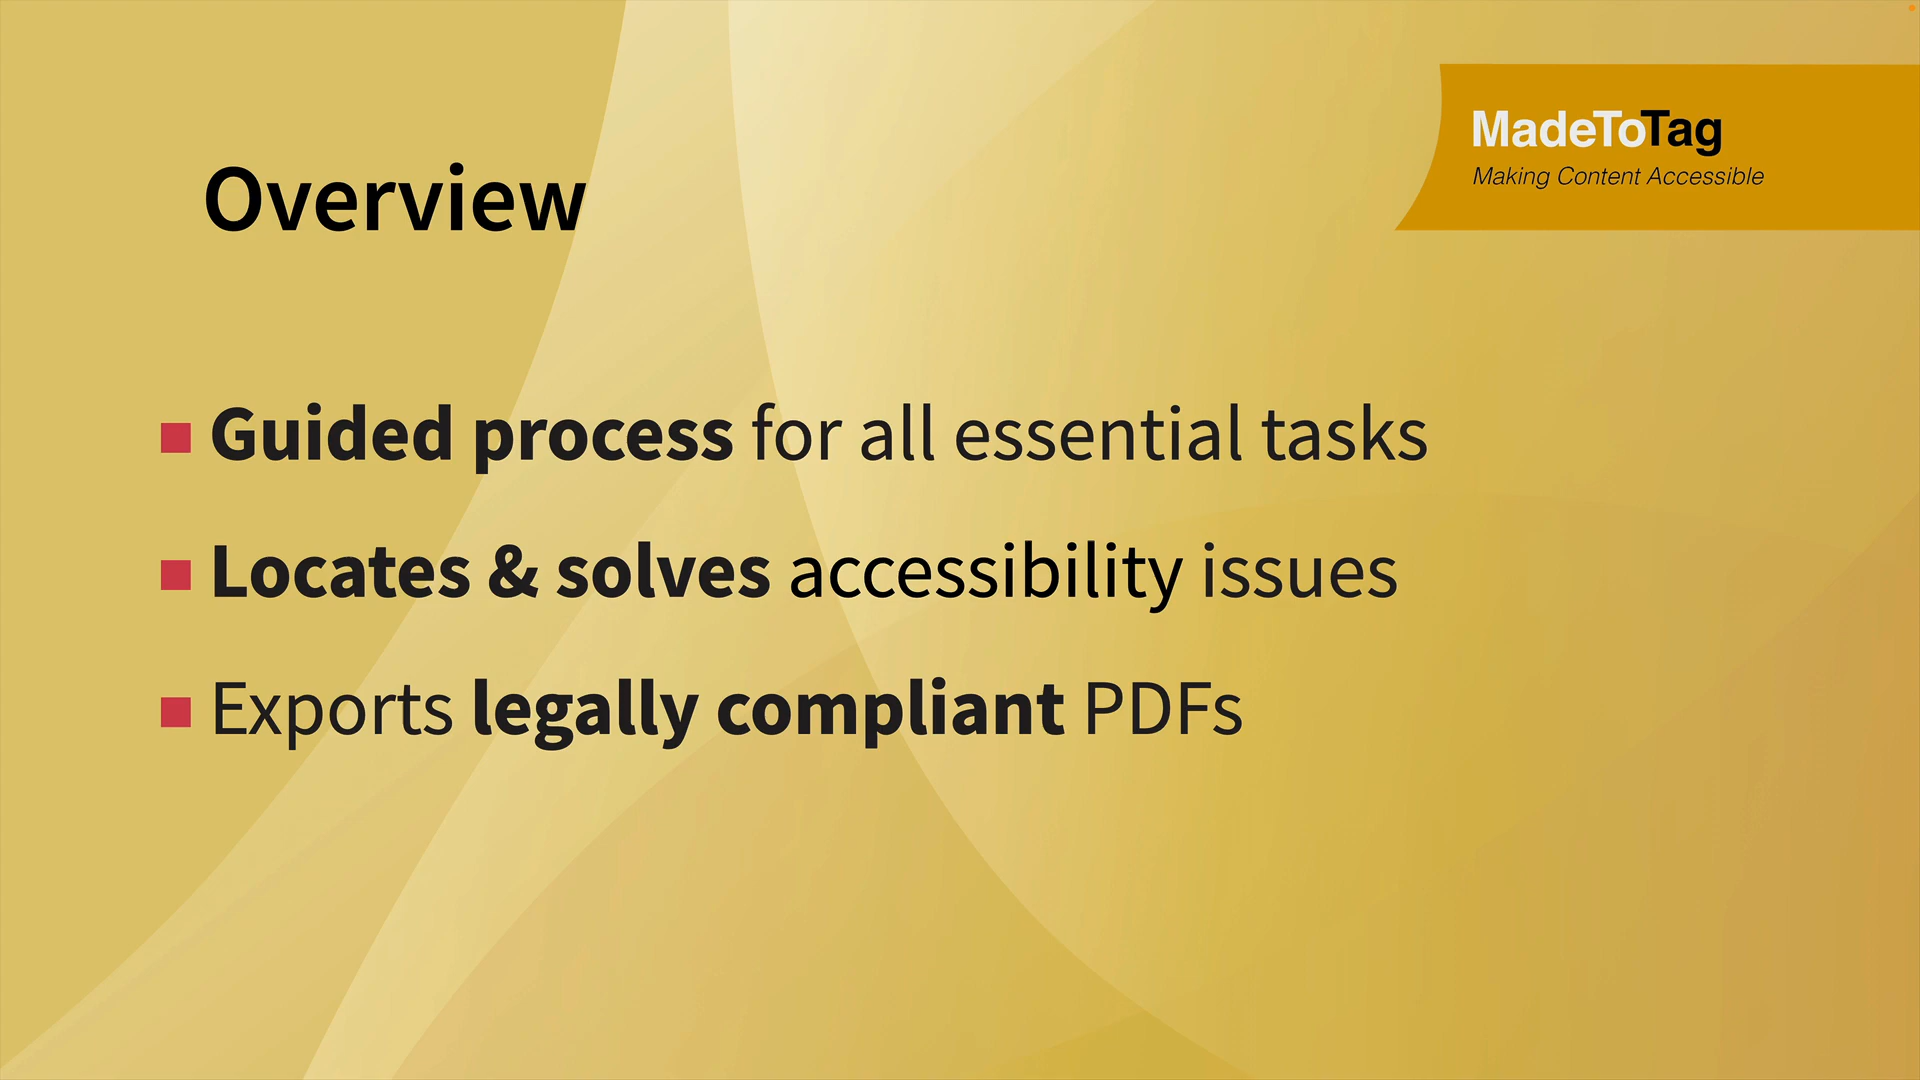 MadeToTag
Making Content Accessible
Overview
Guided process for all essential tasks
Locates & solves accessibility issues
Exports legally compliant PDFs